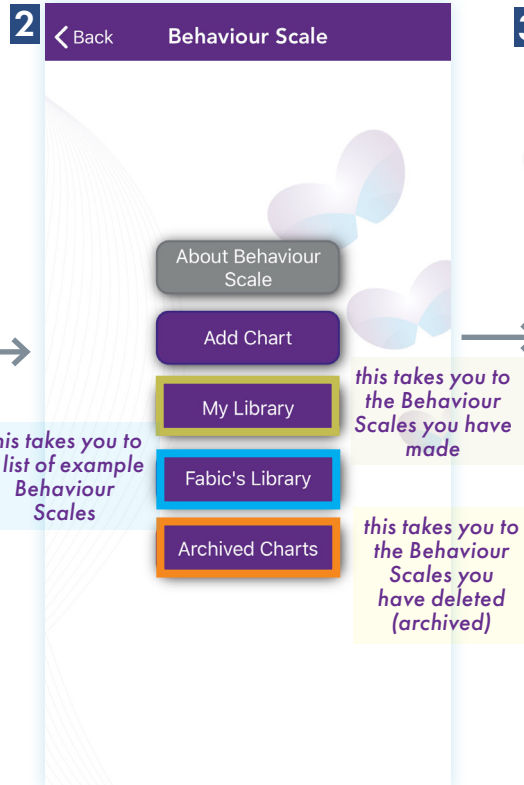 2
Back
Behaviour Scale
About Behaviour
Scale
Add Chart
My Library
this takes you to
the Behaviour
Scales you have
made
his takes you to
list of example
Behaviour
Scales
Fabic's Library
Archived Charts
this takes you to
the Behaviour
Scales you
have deleted
(archived)